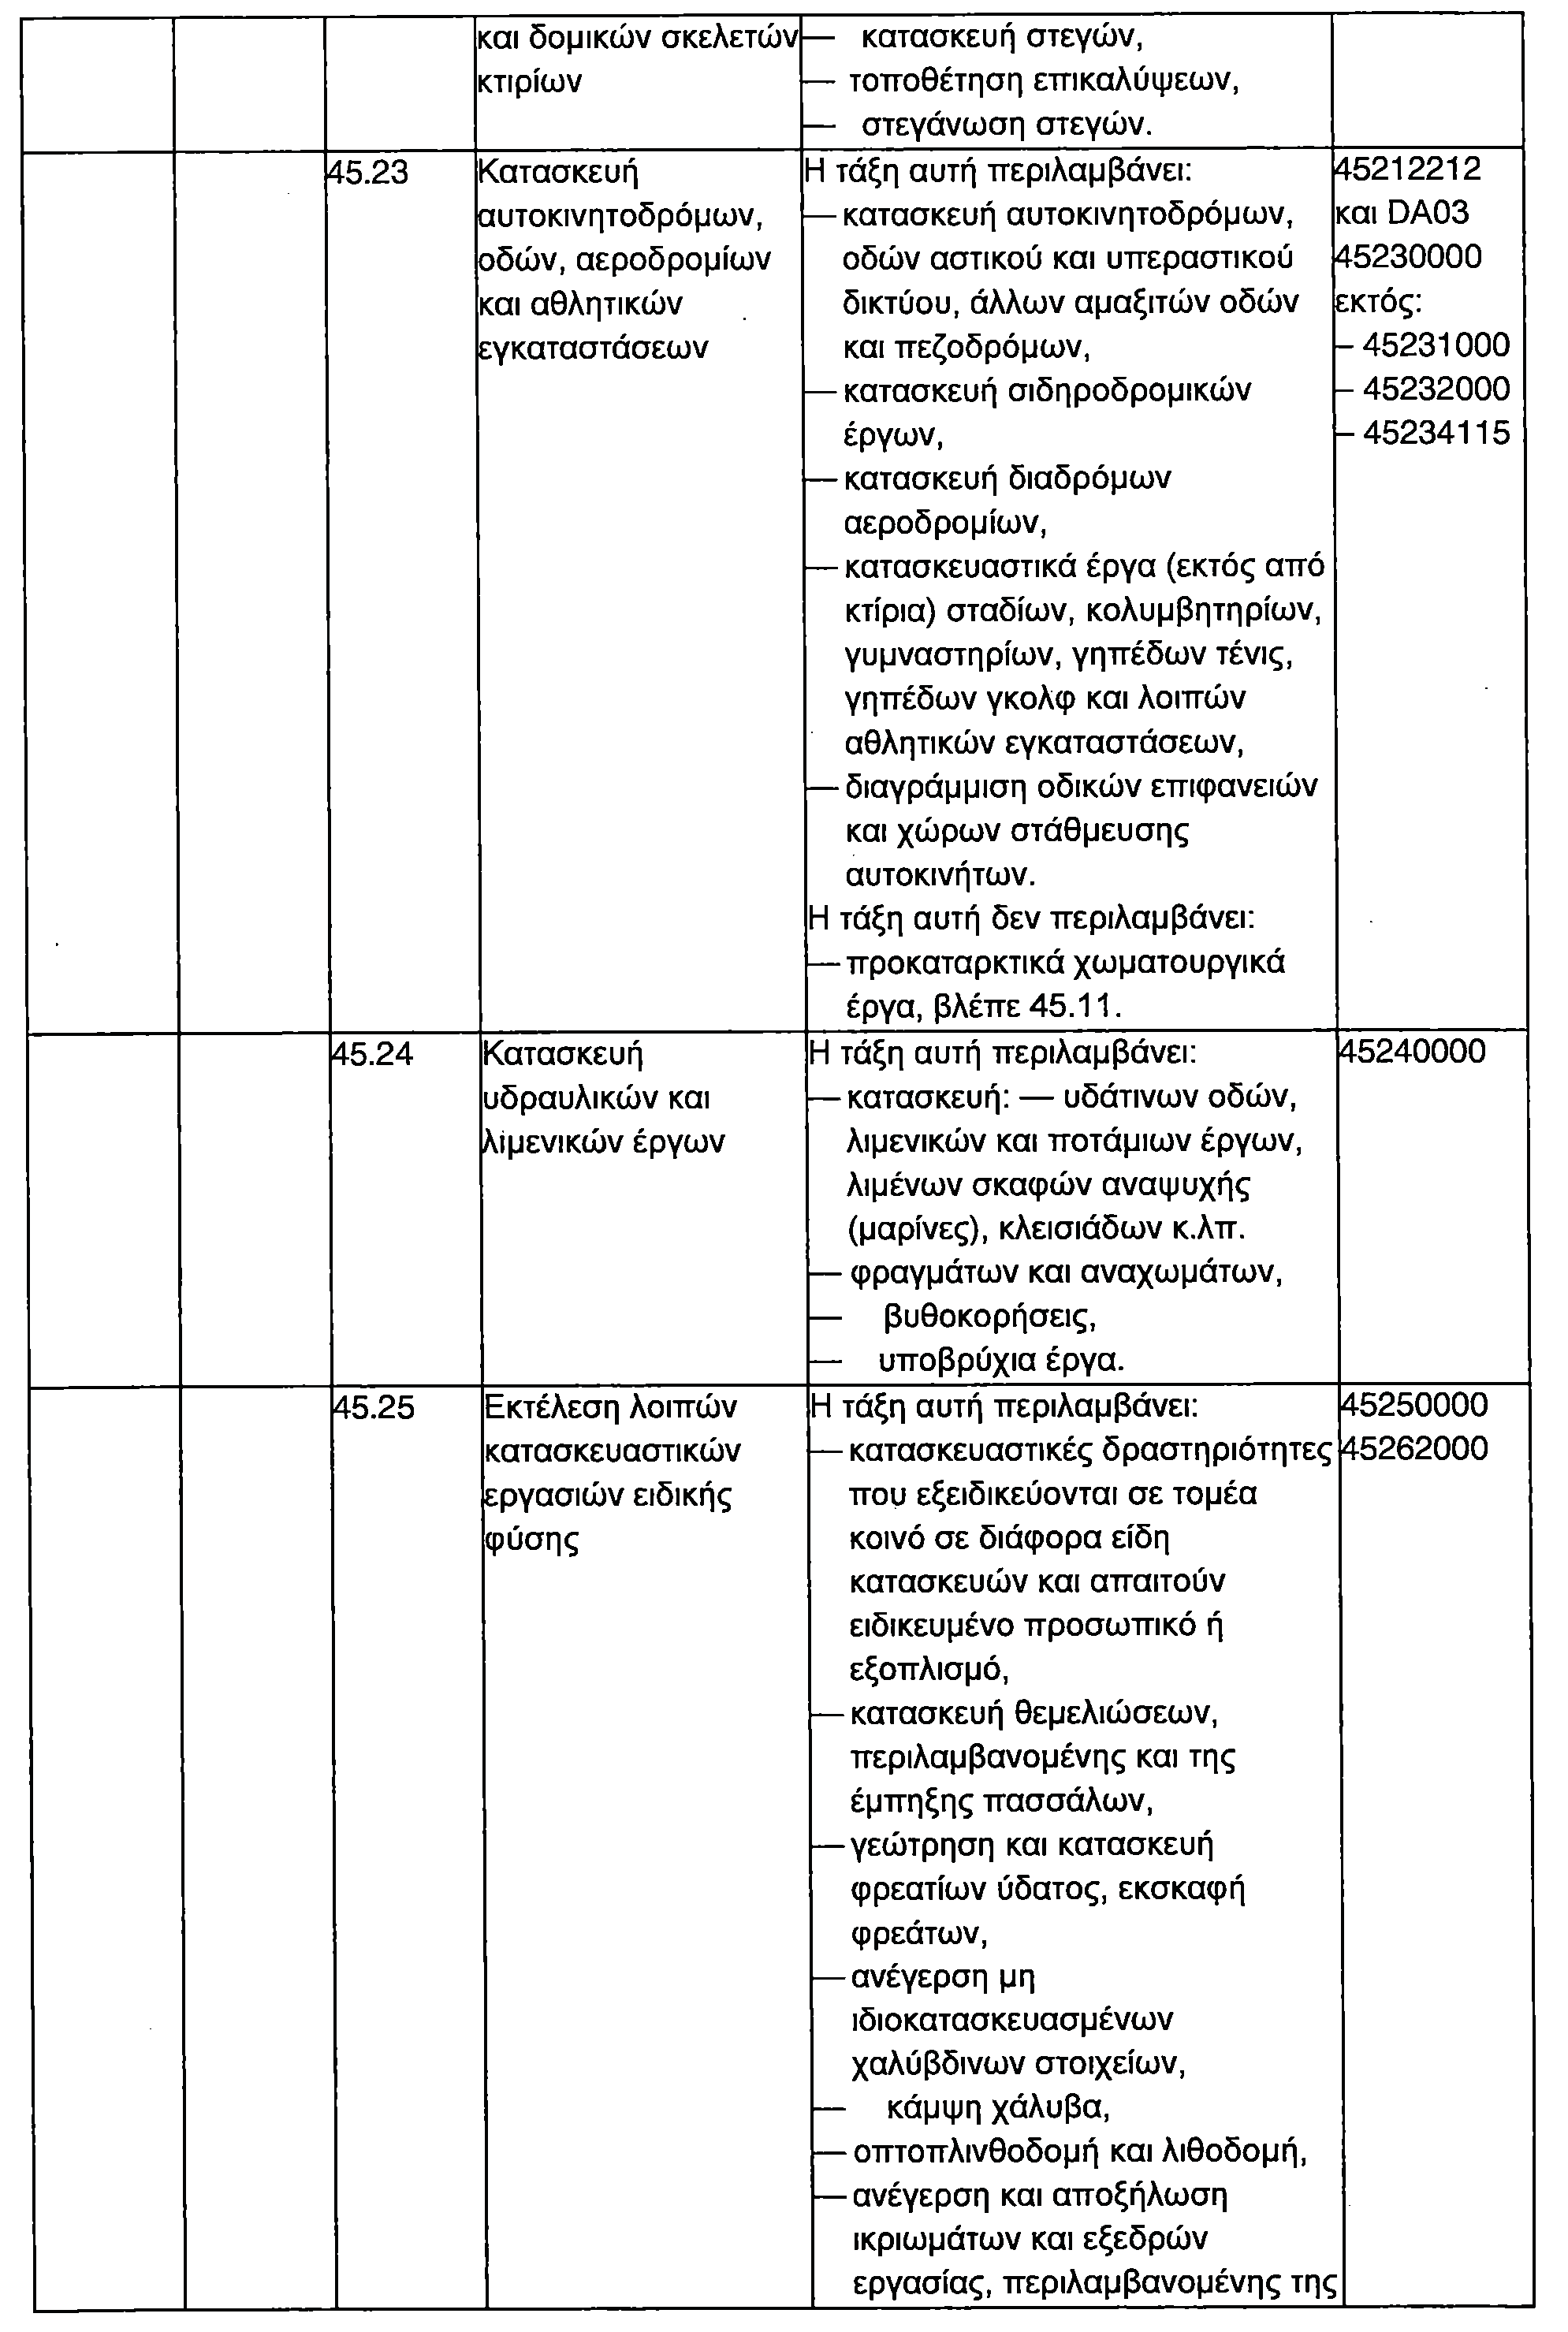 και δομικών σκελετών
κτιρίων
— κατασκευή στεγών,
— τοποθέτηση επικαλύψεων,
— στεγάνωση στεγών.
45.23
Κατασκευή
αυτοκινητοδρόμων,
οδών, αεροδρομίων
και αθλητικών
εγκαταστάσεων
Η τάξη αυτή περιλαμβάνει:
— κατασκευή αυτοκινητοδρόμων,
οδών αστικού και υπεραστικού
δικτύου, άλλων αμαξιτών οδών
και πεζοδρόμων,
— κατασκευή σιδηροδρομικών
έργων,
— κατασκευή διαδρόμων
αεροδρομίων,
— κατασκευαστικά έργα (εκτός από
κτίρια) σταδίων, κολυμβητηρίων,
γυμναστηρίων, γηπέδων τένις,
γηπέδων γκολφ και λοιπών
αθλητικών εγκαταστάσεων,
— διαγράμμιση οδικών επιφανειών
και χώρων στάθμευσης
αυτοκινήτων.
Η τάξη αυτή δεν περιλαμβάνει:
— προκαταρκτικά χωματουργικά
έργα, βλέπε 45.11.
45212212
και DA03
45230000
εκτός:
– 45231000
– 45232000
– 45234115
45.24
Κατασκευή
υδραυλικών και
λιμενικών έργων
Η τάξη αυτή περιλαμβάνει:
— κατασκευή: — υδάτινων οδών,
λιμενικών και ποτάμιων έργων,
λιμένων σκαφών αναψυχής
(μαρίνες), κλεισιάδων κ.λπ.
— φραγμάτων και αναχωμάτων,
— βυθοκορήσεις,
— υποβρύχια έργα.
45240000
45.25
Εκτέλεση λοιπών
κατασκευαστικών
εργασιών ειδικής
φύσης
Η τάξη αυτή περιλαμβάνει:
— κατασκευαστικές δραστηριότητες
που εξειδικεύονται σε τομέα
κοινό σε διάφορα είδη
κατασκευών και απαιτούν
ειδικευμένο προσωπικό ή
εξοπλισμό,
— κατασκευή θεμελιώσεων,
περιλαμβανομένης και της
έμπηξης πασσάλων,
— γεώτρηση και κατασκευή
φρεατίων ύδατος, εκσκαφή
φρεάτων,
— ανέγερση μη
ιδιοκατασκευασμένων
χαλύβδινων στοιχείων,
— κάμψη χάλυβα,
— οπτοπλινθοδομή και λιθοδομή,
— ανέγερση και αποξήλωση
ικριωμάτων και εξεδρών
εργασίας, περιλαμβανομένης της
45250000
45262000